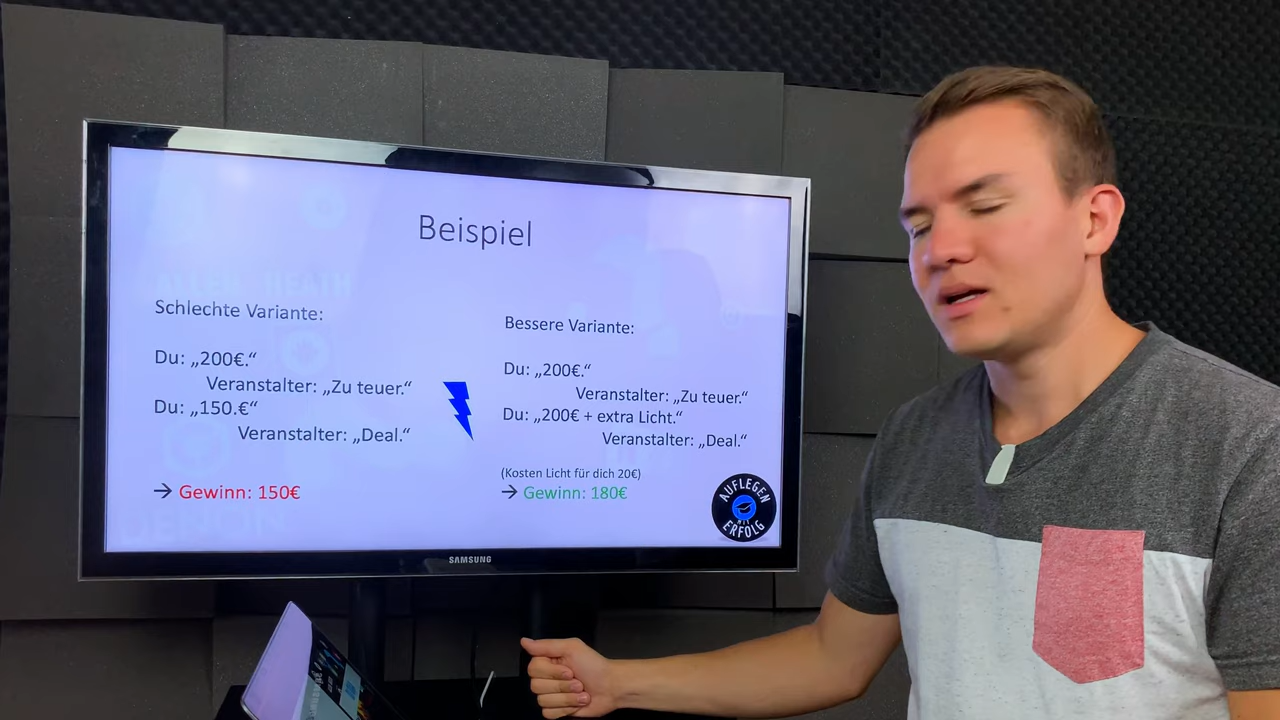 Beispiel
Schlechte Variante:
Du: „200€.“
Veranstalter: „Zu teuer.“
Du: „150.€“
Veranstalter: „Deal.“
→ Gewinn: 150€
Bessere Variante:
Du: „200€.“
Veranstalter: „Zu teuer.“
Du: „200€ + extra Licht.“
Veranstalter: „Deal.“
(Kosten Licht für dich 20€)
→ Gewinn: 180€
AUFLEGEN
MIT
ERFOLG
SAMSUNG